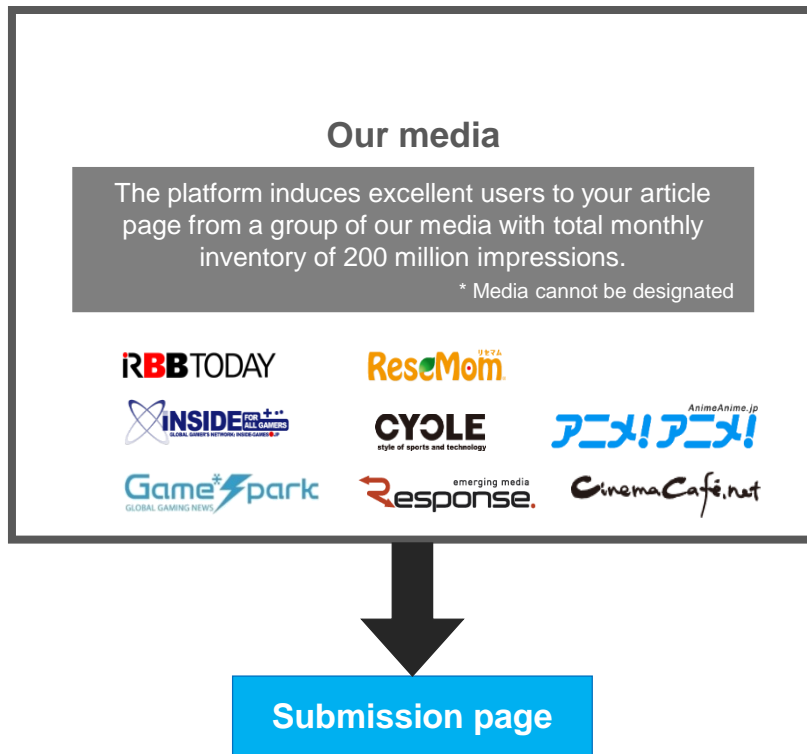 Our media
The platform induces excellent users to your article
page from a group of our media with total monthly
inventory of 200 million impressions.
* Media cannot be designated
iRBBTODAY
リセマム
ReseMom
iNSIDE FOR ALL GAMERS
GLOBAL GAMER'S NETWORK: INSIDE-GAMES.JP
CYCLE
style of sports and technology
AnimeAnime.jp
アニメ!アニメ!
Game*Spark
GLOBAL GAMING NEWS
emerging media
Response.
CinemaCafé.net
Submission page